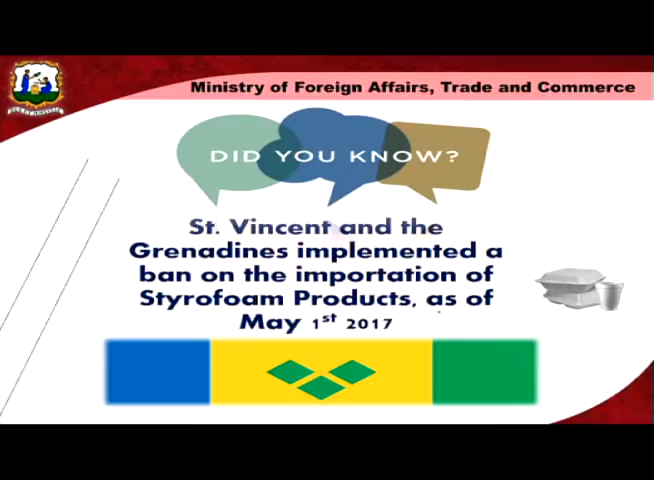 Ministry of Foreign Affairs, Trade and Commerce
DID YOU KNOW?
St. Vincent and the
Grenadines implemented a
ban on the importation of
Styrofoam Products, as of
May 1st 2017